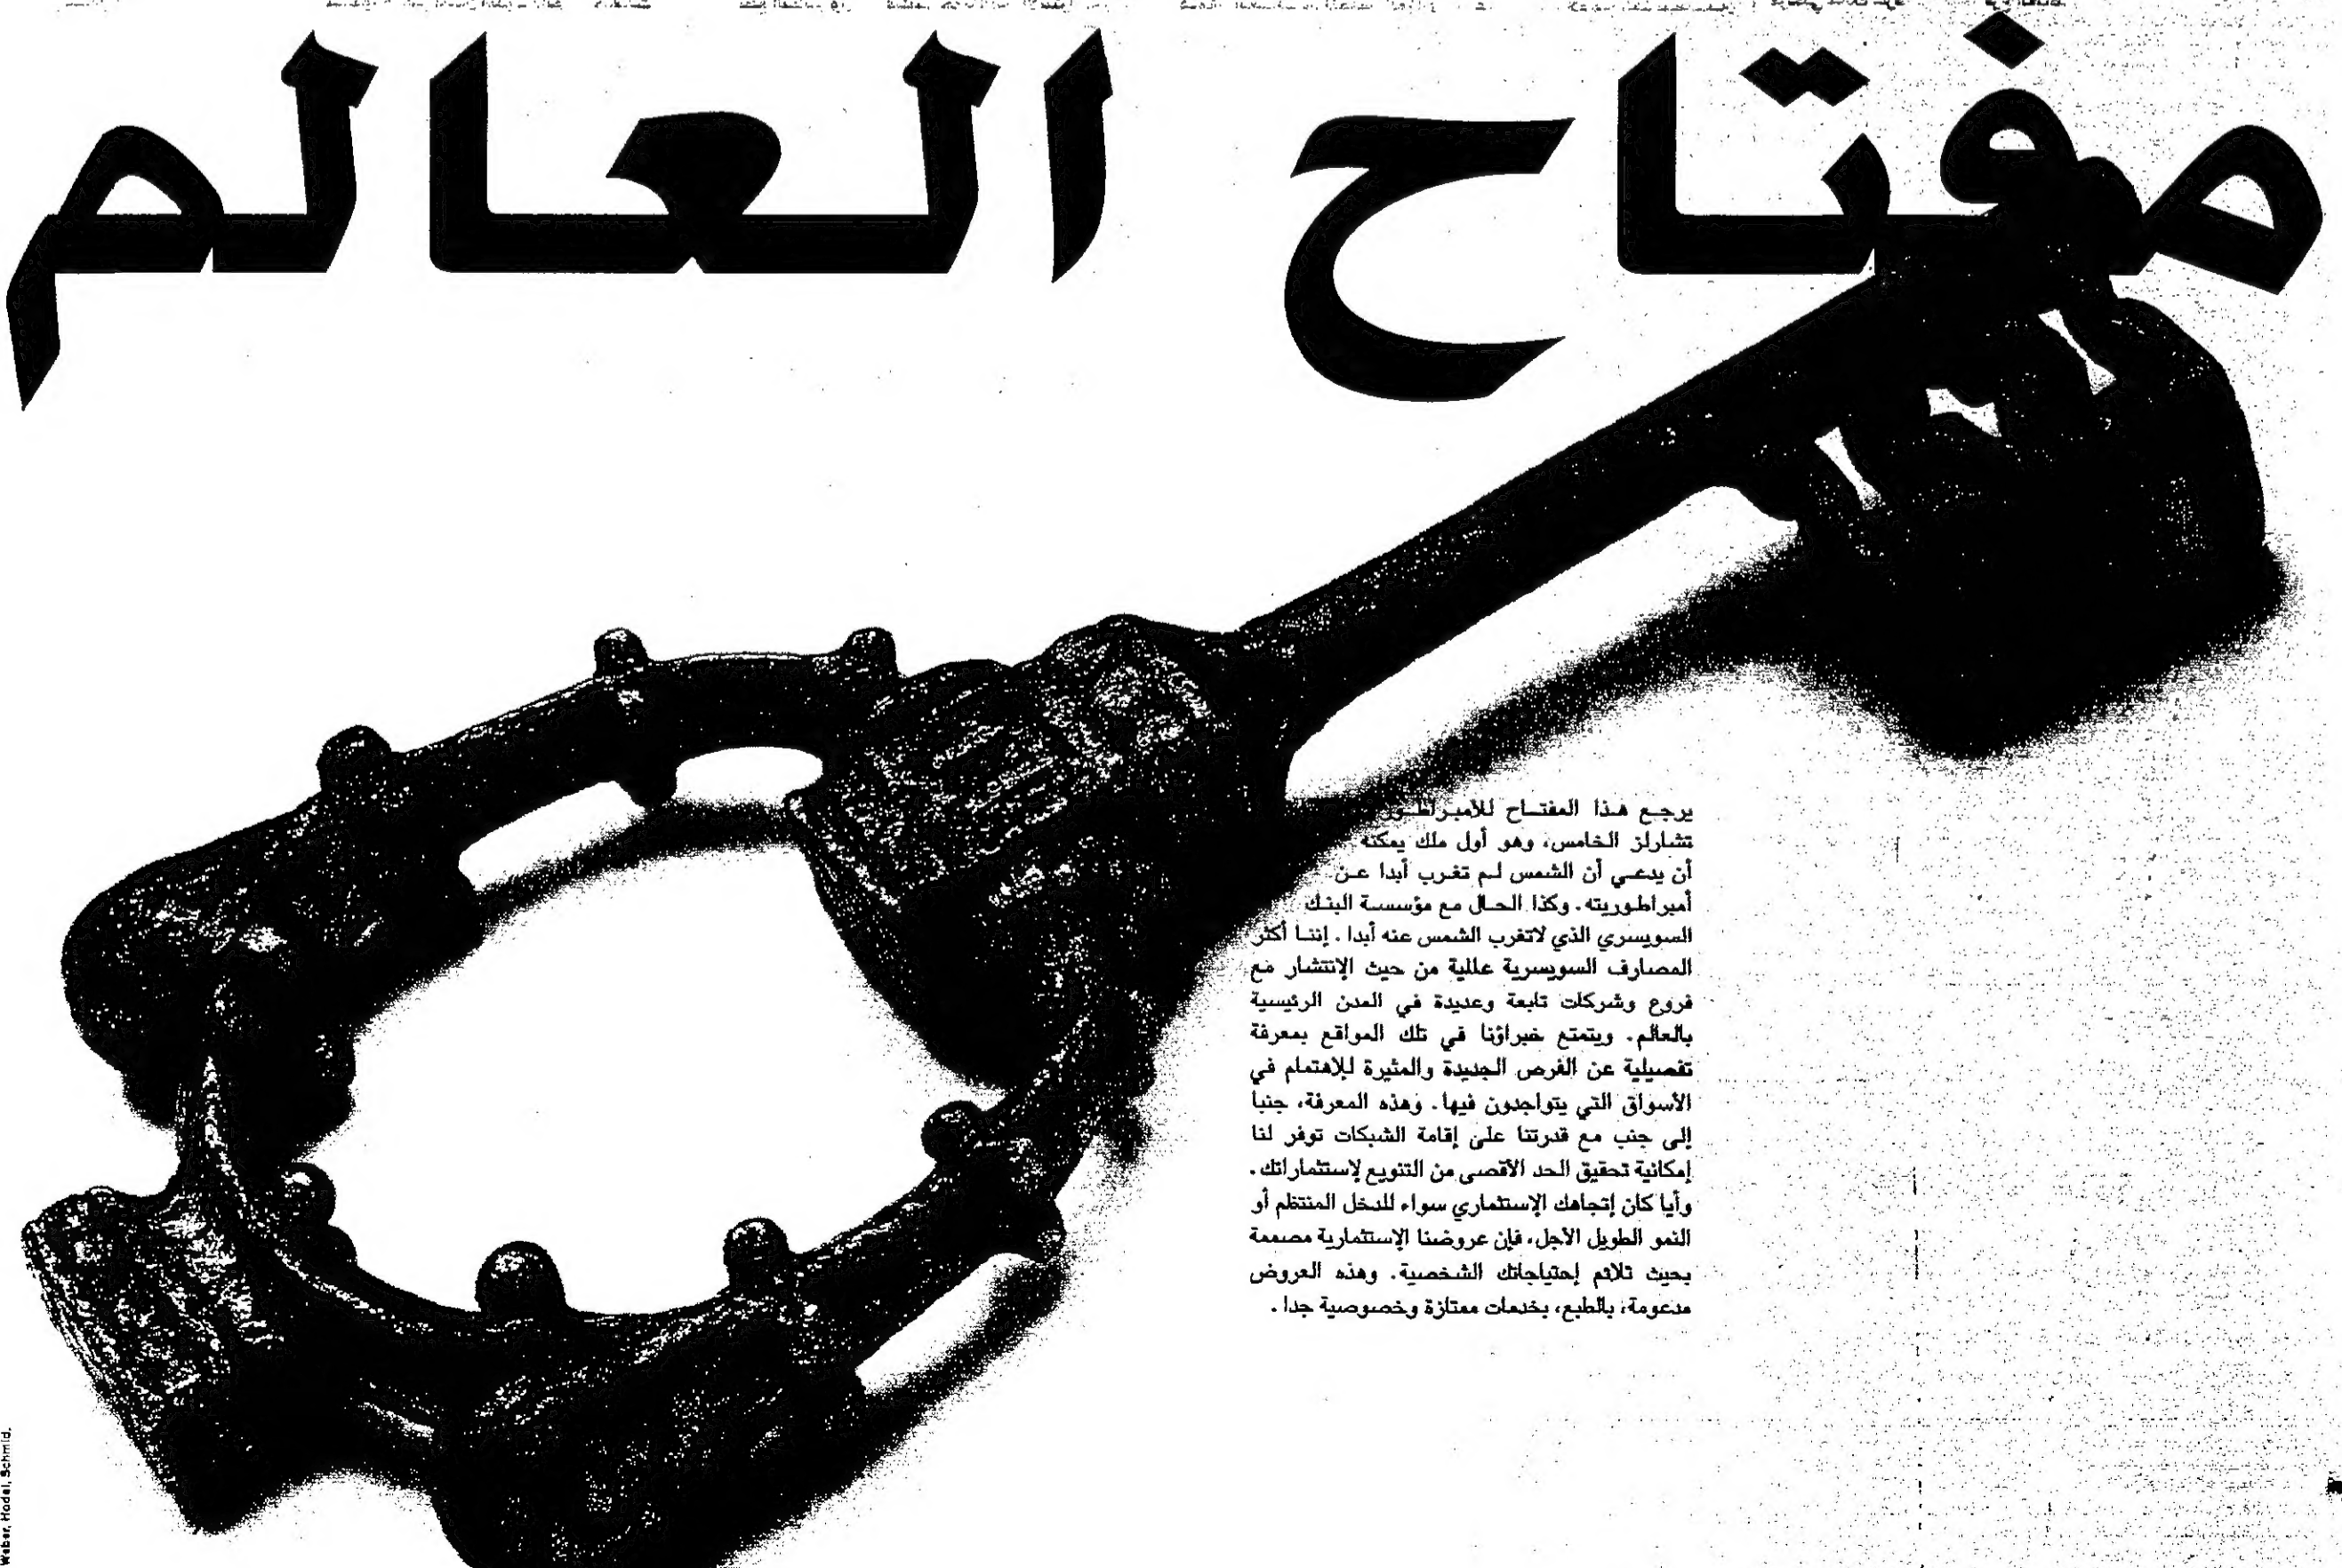 مفتاح العالم
يرجع هذا المفتاح للأمبراطور
تشارلز الخامس، وهو أول ملك يمكنه
أن يدعي أن الشمس لم تغرب أبدا عن
أمبراطوريته. وكذا الحال مع مؤسسة البنك
السويسري الذي لاتغرب الشمس عنه أبدا. إننا أكثر
المصارف السويسرية عللية من حيث الإنتشار مع
فروع وشركات تابعة وعديدة في المدن الرئيسية
بالعالم. ويتمتع خبراؤنا في تلك المواقع بمعرفة
تفصيلية عن الفرص الجديدة والمثيرة للإهتمام في
الأسواق التي يتواجدون فيها. وهذه المعرفة، جنبا
إلى جنب مع قدرتنا على إقامة الشبكات توفر لنا
إمكانية تحقيق الحد الأقصى من التنويع لإستثماراتك.
وأيا كان إتجاهك الإستثماري سواء للدخل المنتظم أو
النمو الطويل الأجل، فإن عروضنا الإستثمارية مصممة
بحيث تلائم إحتياجاتك الشخصية. وهذه العروض
مدعومة، بالطبع، بخدمات ممتازة وخصوصية جدا.
Weber, Hodel, Schmid.